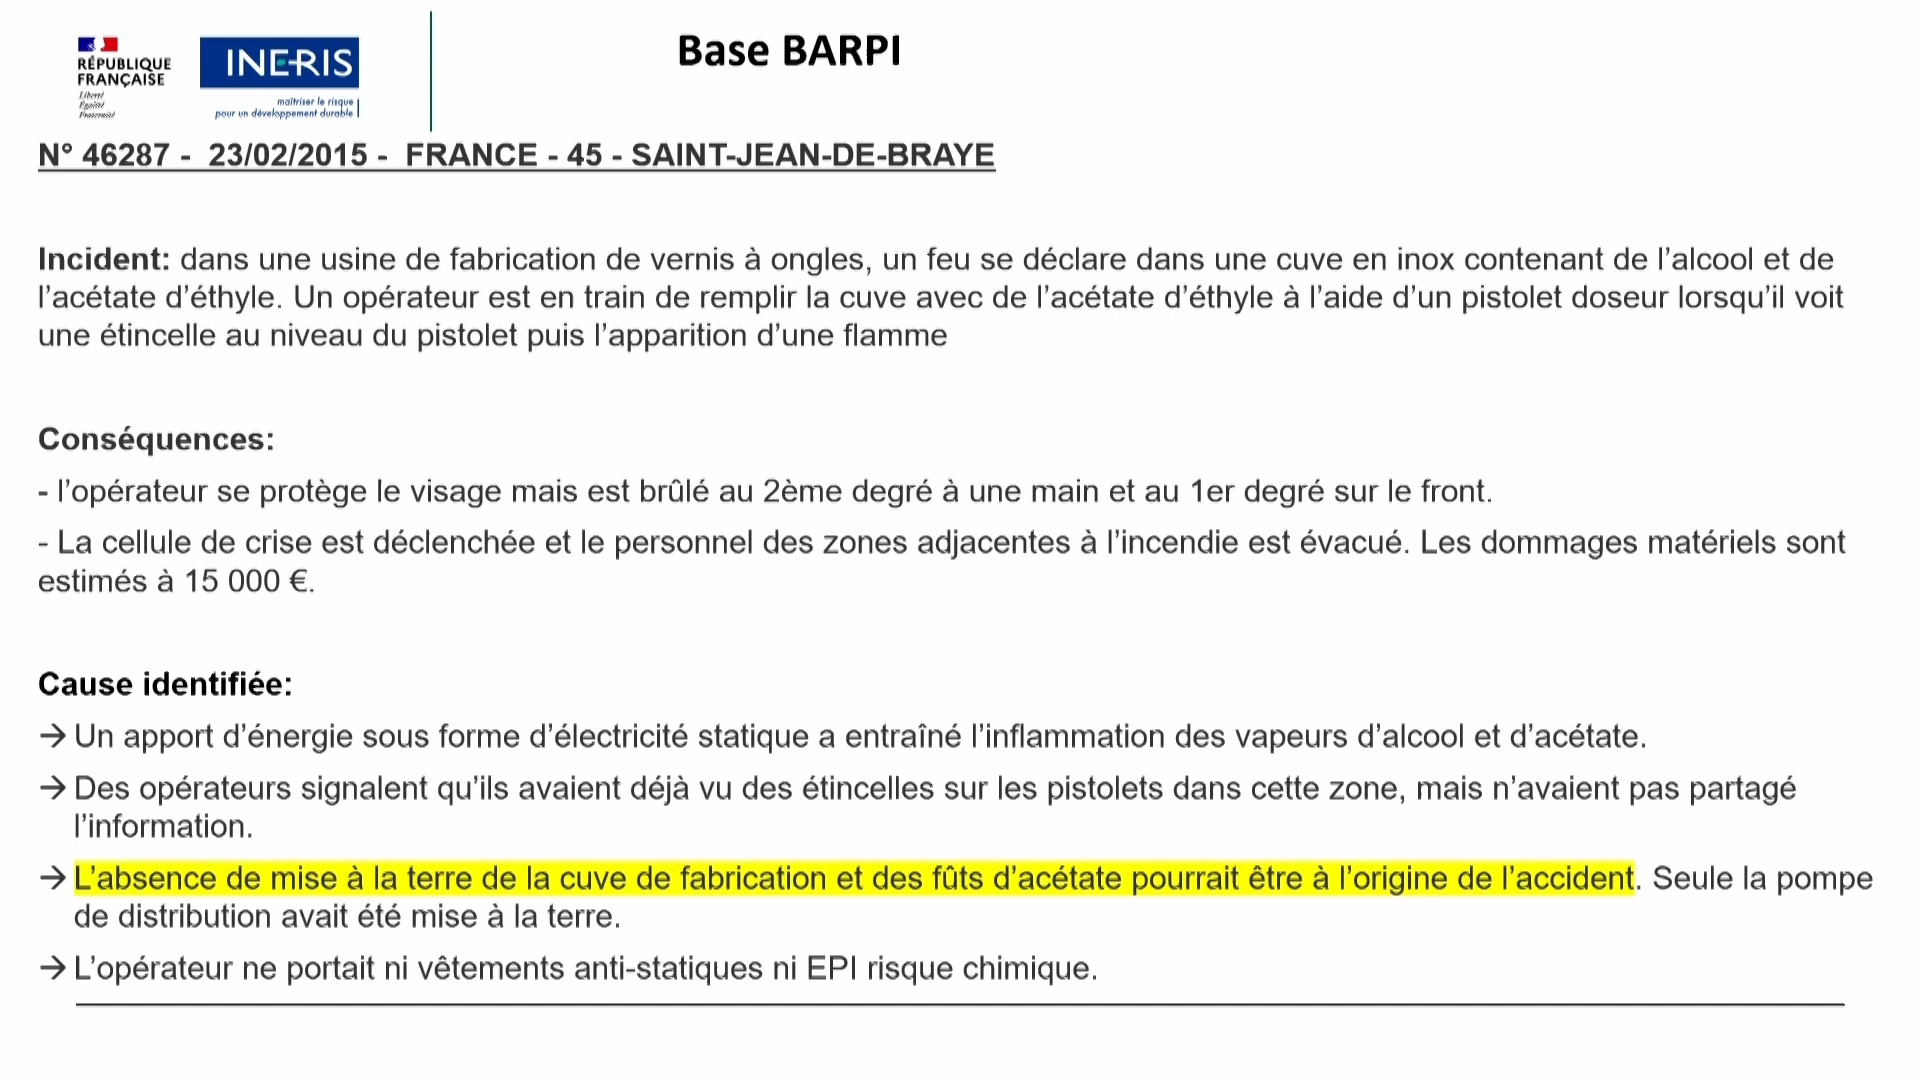 Base BARPI
RÉPUBLIQUE
FRANÇAISE
Liberté
Égalité
Fraternité
INERIS
maîtriser le risque
pour un développement durable
N° 46287 - 23/02/2015 - FRANCE - 45 - SAINT-JEAN-DE-BRAYE
Incident: dans une usine de fabrication de vernis à ongles, un feu se déclare dans une cuve en inox contenant de l’alcool et de
l’acétate d’éthyle. Un opérateur est en train de remplir la cuve avec de l’acétate d’éthyle à l’aide d’un pistolet doseur lorsqu’il voit
une étincelle au niveau du pistolet puis l’apparition d’une flamme
Conséquences:
- l’opérateur se protège le visage mais est brûlé au 2ème degré à une main et au 1er degré sur le front.
- La cellule de crise est déclenchée et le personnel des zones adjacentes à l’incendie est évacué. Les dommages matériels sont
estimés à 15 000 €.
Cause identifiée:
→ Un apport d’énergie sous forme d’électricité statique a entraîné l’inflammation des vapeurs d’alcool et d’acétate.
→ Des opérateurs signalent qu’ils avaient déjà vu des étincelles sur les pistolets dans cette zone, mais n’avaient pas partagé
l’information.
→ L’absence de mise à la terre de la cuve de fabrication et des fûts d’acétate pourrait être à l’origine de l’accident. Seule la pompe
de distribution avait été mise à la terre.
→ L’opérateur ne portait ni vêtements anti-statiques ni EPI risque chimique.